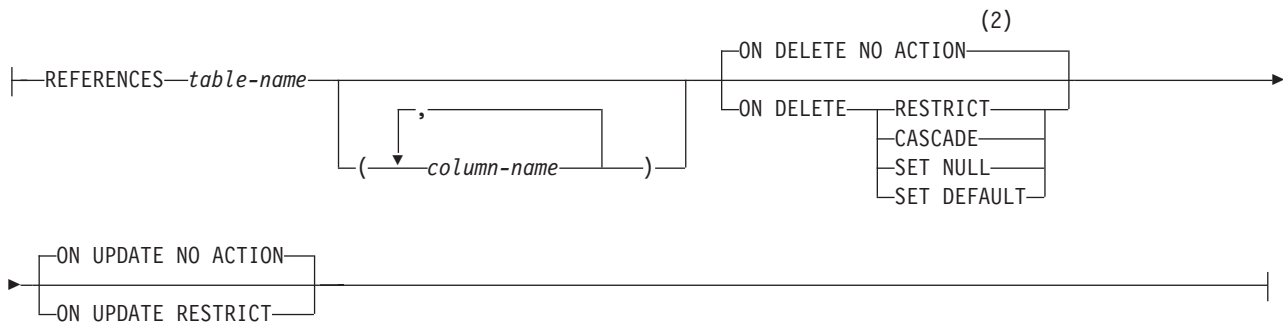 (2)
ON DELETE NO ACTION
REFERENCES table-name
ON DELETE RESTRICT
,
CASCADE
( column-name )
SET NULL
SET DEFAULT
ON UPDATE NO ACTION
ON UPDATE RESTRICT